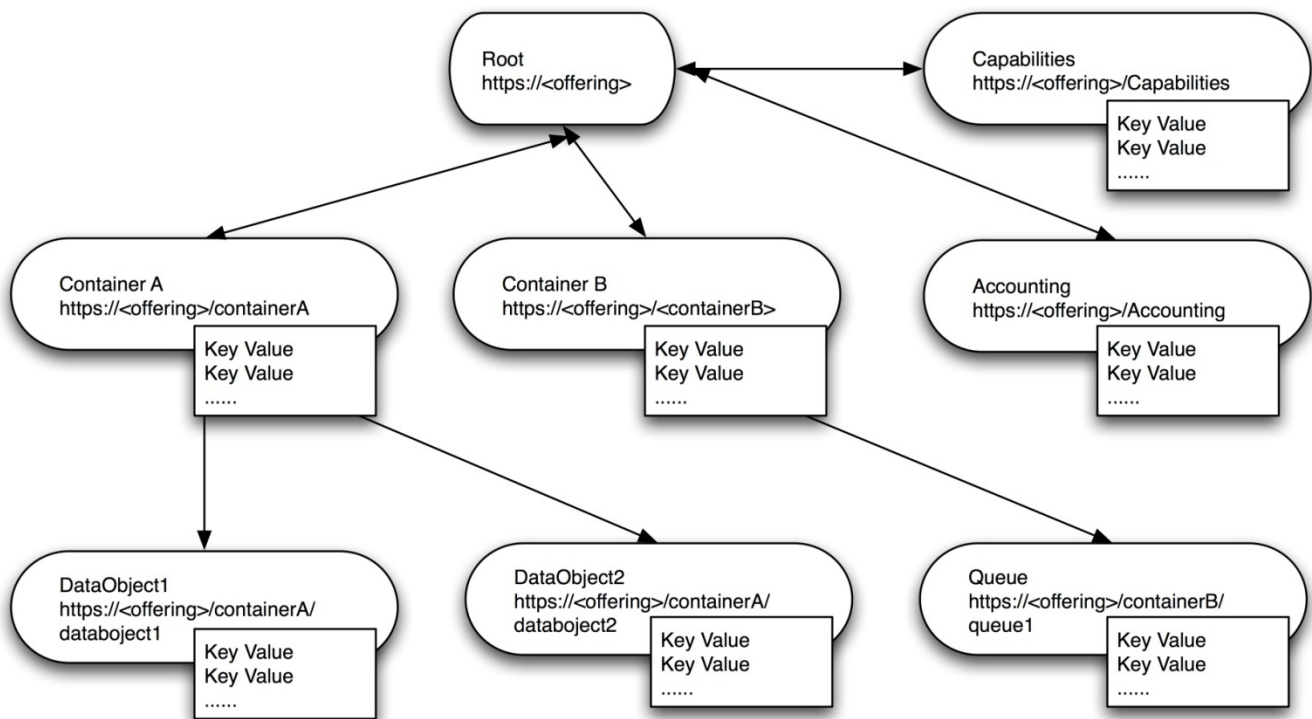 Root
https://<offering>
Capabilities
https://<offering>/Capabilities
Key Value
Key Value
......
Container A
https://<offering>/containerA
Key Value
Key Value
......
Container B
https://<offering>/<containerB>
Key Value
Key Value
......
Accounting
https://<offering>/Accounting
Key Value
Key Value
......
DataObject1
https://<offering>/containerA/
databoject1
Key Value
Key Value
......
DataObject2
https://<offering>/containerA/
databoject2
Key Value
Key Value
......
Queue
https://<offering>/containerB/
queue1
Key Value
Key Value
......